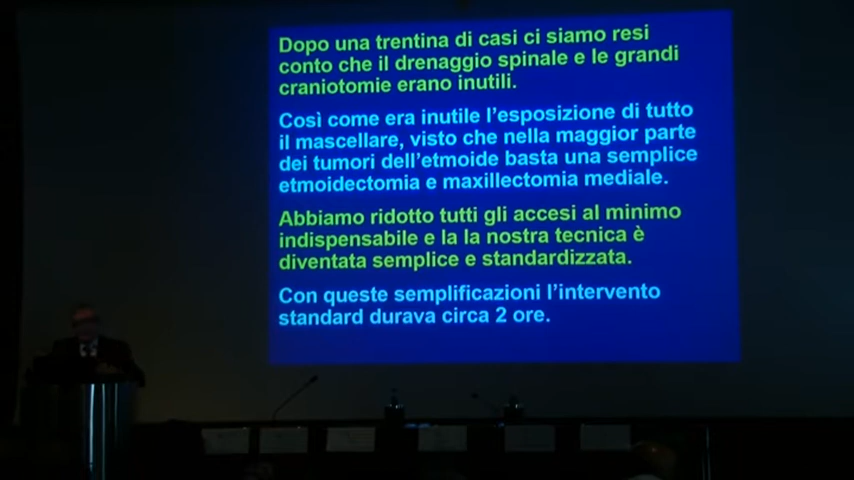 Dopo una trentina di casi ci siamo resi
conto che il drenaggio spinale e le grandi
craniotomie erano inutili.
Così come era inutile l'esposizione di tutto
il mascellare, visto che nella maggior parte
dei tumori dell'etmoide basta una semplice
etmoidectomia e maxillectomia mediale.
Abbiamo ridotto tutti gli accesi al minimo
indispensabile e la la nostra tecnica è
diventata semplice e standardizzata.
Con queste semplificazioni l'intervento
standard durava circa 2 ore.